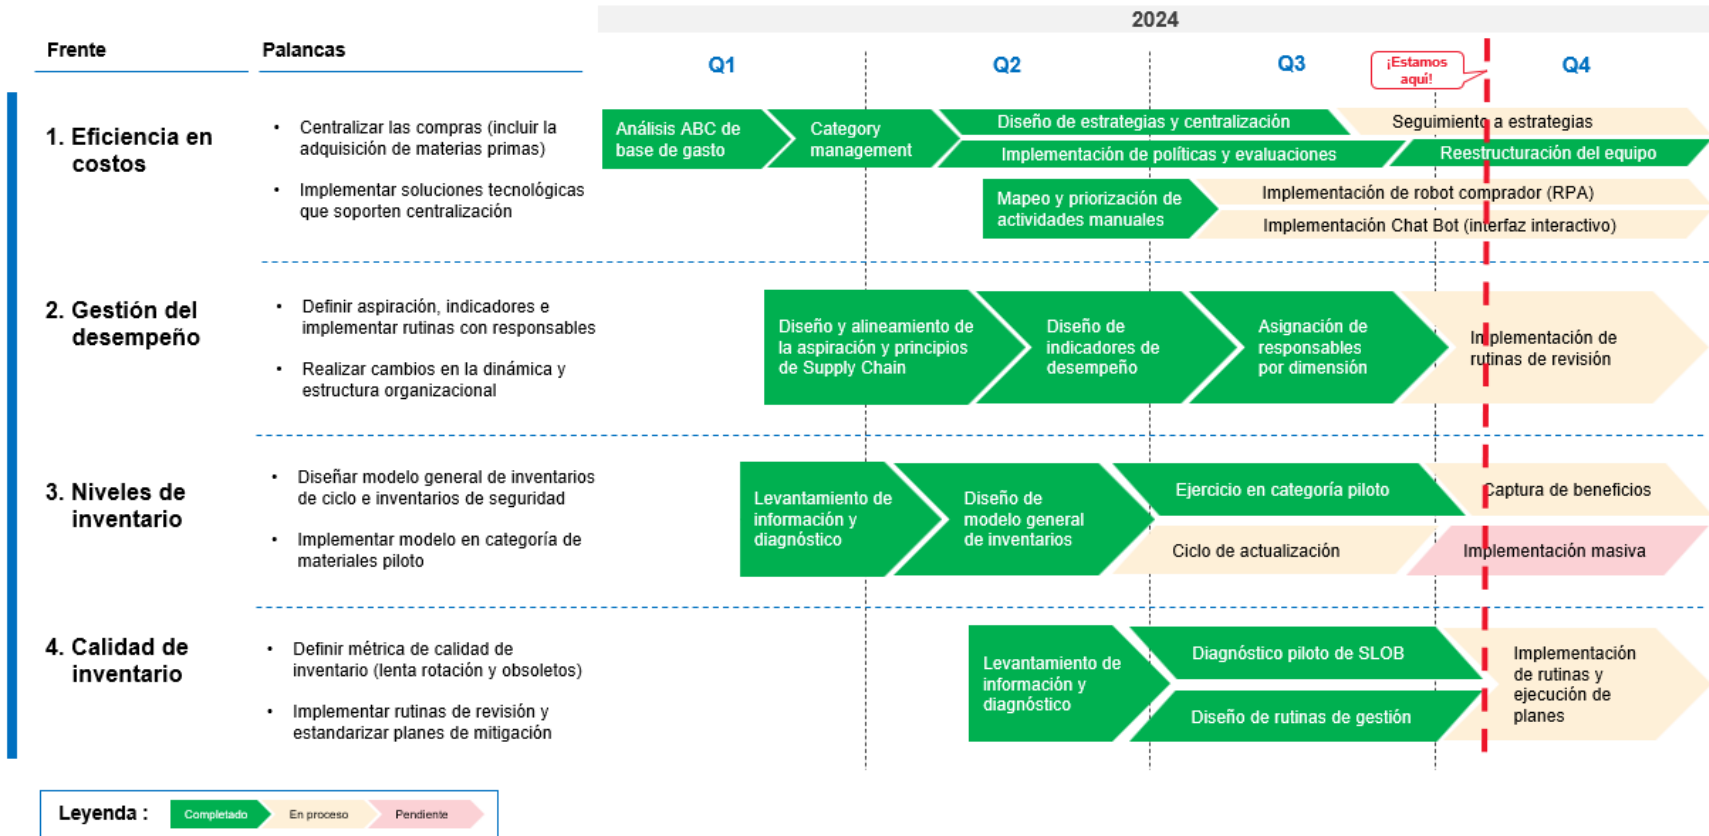 2024
Frente
Palancas
Q1
Q2
Q3
¡Estamos
aquí!
Q4
1. Eficiencia en
costos
• Centralizar las compras (incluir la
adquisición de materias primas)
• Implementar soluciones tecnológicas
que soporten centralización
Análisis ABC de
base de gasto
Category
management
Diseño de estrategias y centralización
Seguimiento a estrategias
Implementación de políticas y evaluaciones
Reestructuración del equipo
Mapeo y priorización de
actividades manuales
Implementación de robot comprador (RPA)
Implementación Chat Bot (interfaz interactivo)
2. Gestión del
desempeño
• Definir aspiración, indicadores e
implementar rutinas con responsables
• Realizar cambios en la dinámica y
estructura organizacional
Diseño y alineamiento de
la aspiración y principios
de Supply Chain
Diseño de
indicadores de
desempeño
Asignación de
responsables
por dimensión
Implementación de
rutinas de revisión
3. Niveles de
inventario
• Diseñar modelo general de inventarios
de ciclo e inventarios de seguridad
• Implementar modelo en categoría de
materiales piloto
Levantamiento de
información y
diagnóstico
Diseño de
modelo general
de inventarios
Ejercicio en categoría piloto
Captura de beneficios
Ciclo de actualización
Implementación masiva
4. Calidad de
inventario
• Definir métrica de calidad de
inventario (lenta rotación y obsoletos)
• Implementar rutinas de revisión y
estandarizar planes de mitigación
Levantamiento de
información y
diagnóstico
Diagnóstico piloto de SLOB
Diseño de rutinas de gestión
Implementación
de rutinas y
ejecución de
planes
Leyenda :
Completado
En proceso
Pendiente